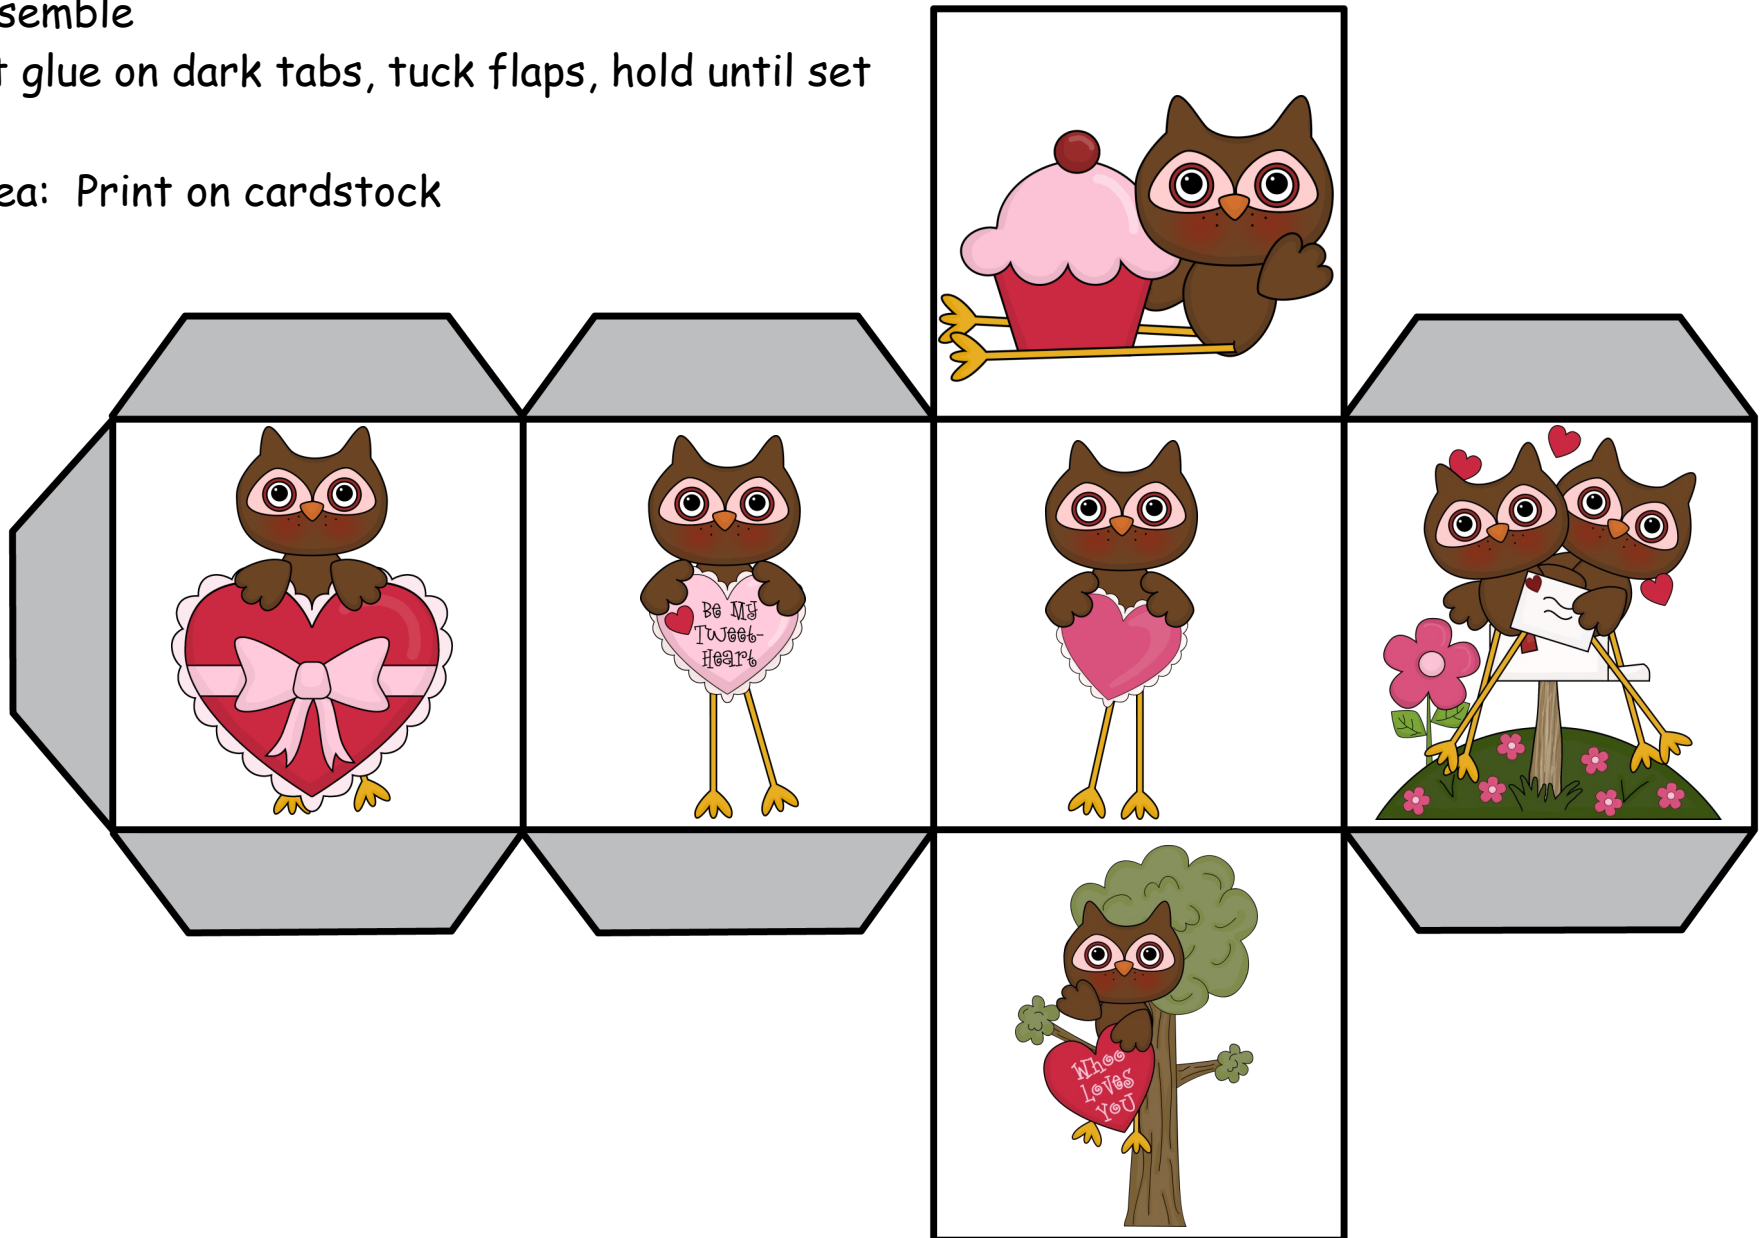 semble
glue on dark tabs, tuck flaps, hold until set
ea: Print on cardstock
Be My
Tweet-
Heart
Whoo
Loves
You